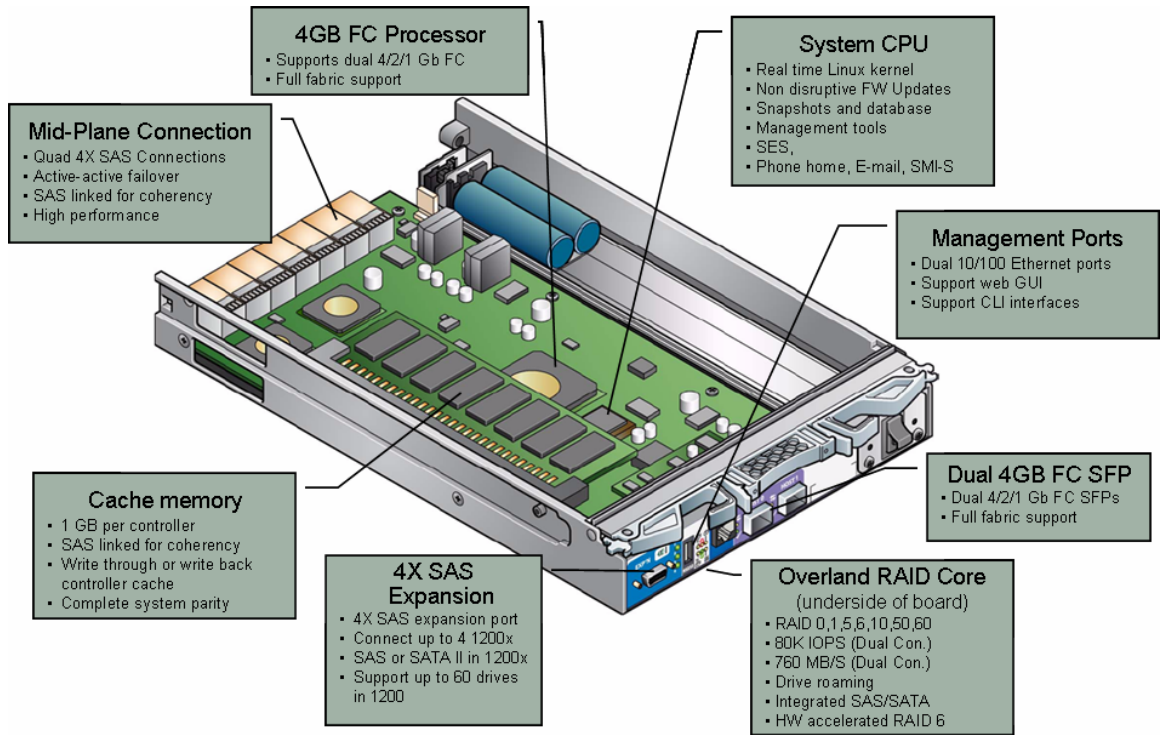 4GB FC Processor
▪ Supports dual 4/2/1 Gb FC
▪ Full fabric support
System CPU
▪ Real time Linux kernel
▪ Non disruptive FW Updates
▪ Snapshots and database
▪ Management tools
▪ SES,
▪ Phone home, E-mail, SMI-S
Mid-Plane Connection
▪ Quad 4X SAS Connections
▪ Active-active failover
▪ SAS linked for coherency
▪ High performance
Management Ports
▪ Dual 10/100 Ethernet ports
▪ Support web GUI
▪ Support CLI interfaces
Cache memory
▪ 1 GB per controller
▪ SAS linked for coherency
▪ Write through or write back
controller cache
▪ Complete system parity
Dual 4GB FC SFP
▪ Dual 4/2/1 Gb FC SFPs
▪ Full fabric support
HOST 1
EXP'N
4X SAS
Expansion
▪ 4X SAS expansion port
▪ Connect up to 4 1200x
▪ SAS or SATA II in 1200x
▪ Support up to 60 drives
in 1200
Overland RAID Core
(underside of board)
▪ RAID 0,1,5,6,10,50,60
▪ 80K IOPS (Dual Con.)
▪ 760 MB/S (Dual Con.)
▪ Drive roaming
▪ Integrated SAS/SATA
▪ HW accelerated RAID 6